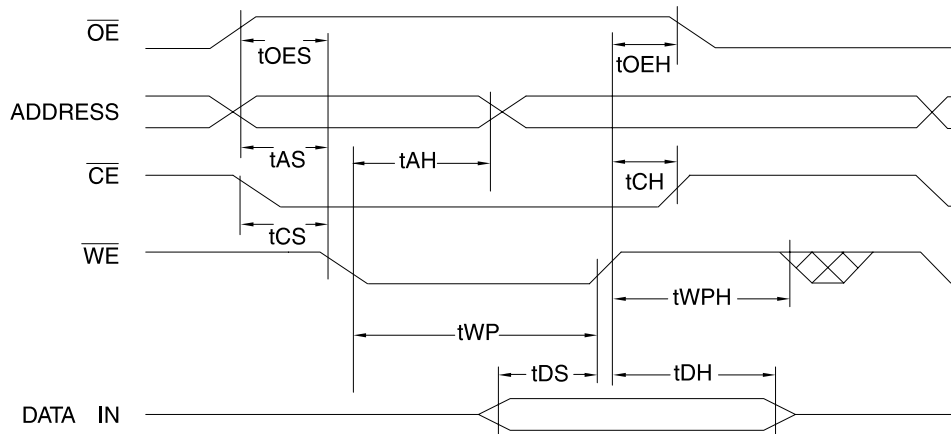 OE
tOES
tOEH
ADDRESS
tAS
tAH
tCH
CE
tCS
WE
tWPH
tWP
tDS
tDH
DATA IN